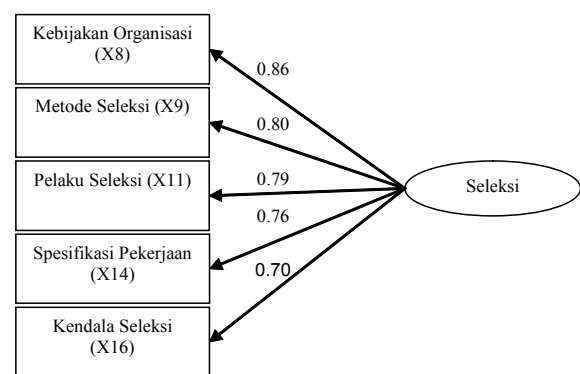 Kebijakan Organisasi
(X8)
0.86
Metode Seleksi (X9)
0.80
Pelaku Seleksi (X11)
0.79
Seleksi
0.76
Spesifikasi Pekerjaan
(X14)
0.70
Kendala Seleksi
(X16)